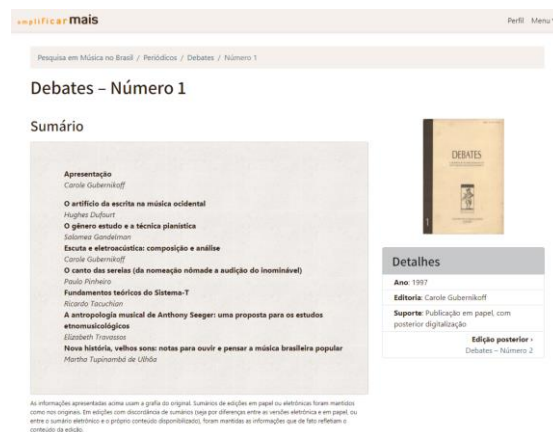 amplificar mais
Perfil Menu
Pesquisa em Música no Brasil / Periódicos / Debates / Número 1
Debates – Número 1
Sumário
Apresentação
Carole Gubernikoff
O artifício da escrita na música ocidental
Hughes Dufourt
O gênero estudo e a técnica pianística
Salomea Gandelman
Escuta e eletroacústica: composição e análise
Carole Gubernikoff
O canto das sereias (da nomeação nômade a audição do inominável)
Paulo Pinheiro
Fundamentos teóricos do Sistema-T
Ricardo Tacuchian
A antropologia musical de Anthony Seeger: uma proposta para os estudos
etnomusicológicos
Elizabeth Travassos
Nova história, velhos sons: notas para ouvir e pensar a música brasileira popular
Martha Tupinambá de Ulhôa
As informações apresentadas acima usam a grafia do original. Sumários de edições em papel ou eletrônicas foram mantidos
como nos originais. Em edições com discordância de sumários (seja por diferenças entre as versões eletrônica e em papel, ou
entre o sumário eletrônico e o próprio conteúdo disponibilizado), foram mantidas as informações que de fato refletiam o
conteúdo da edição.
DEBATES
1
Detalhes
Ano: 1997
Editoria: Carole Gubernikoff
Suporte: Publicação em papel, com
posterior digitalização
Edição posterior ›
Debates – Número 2